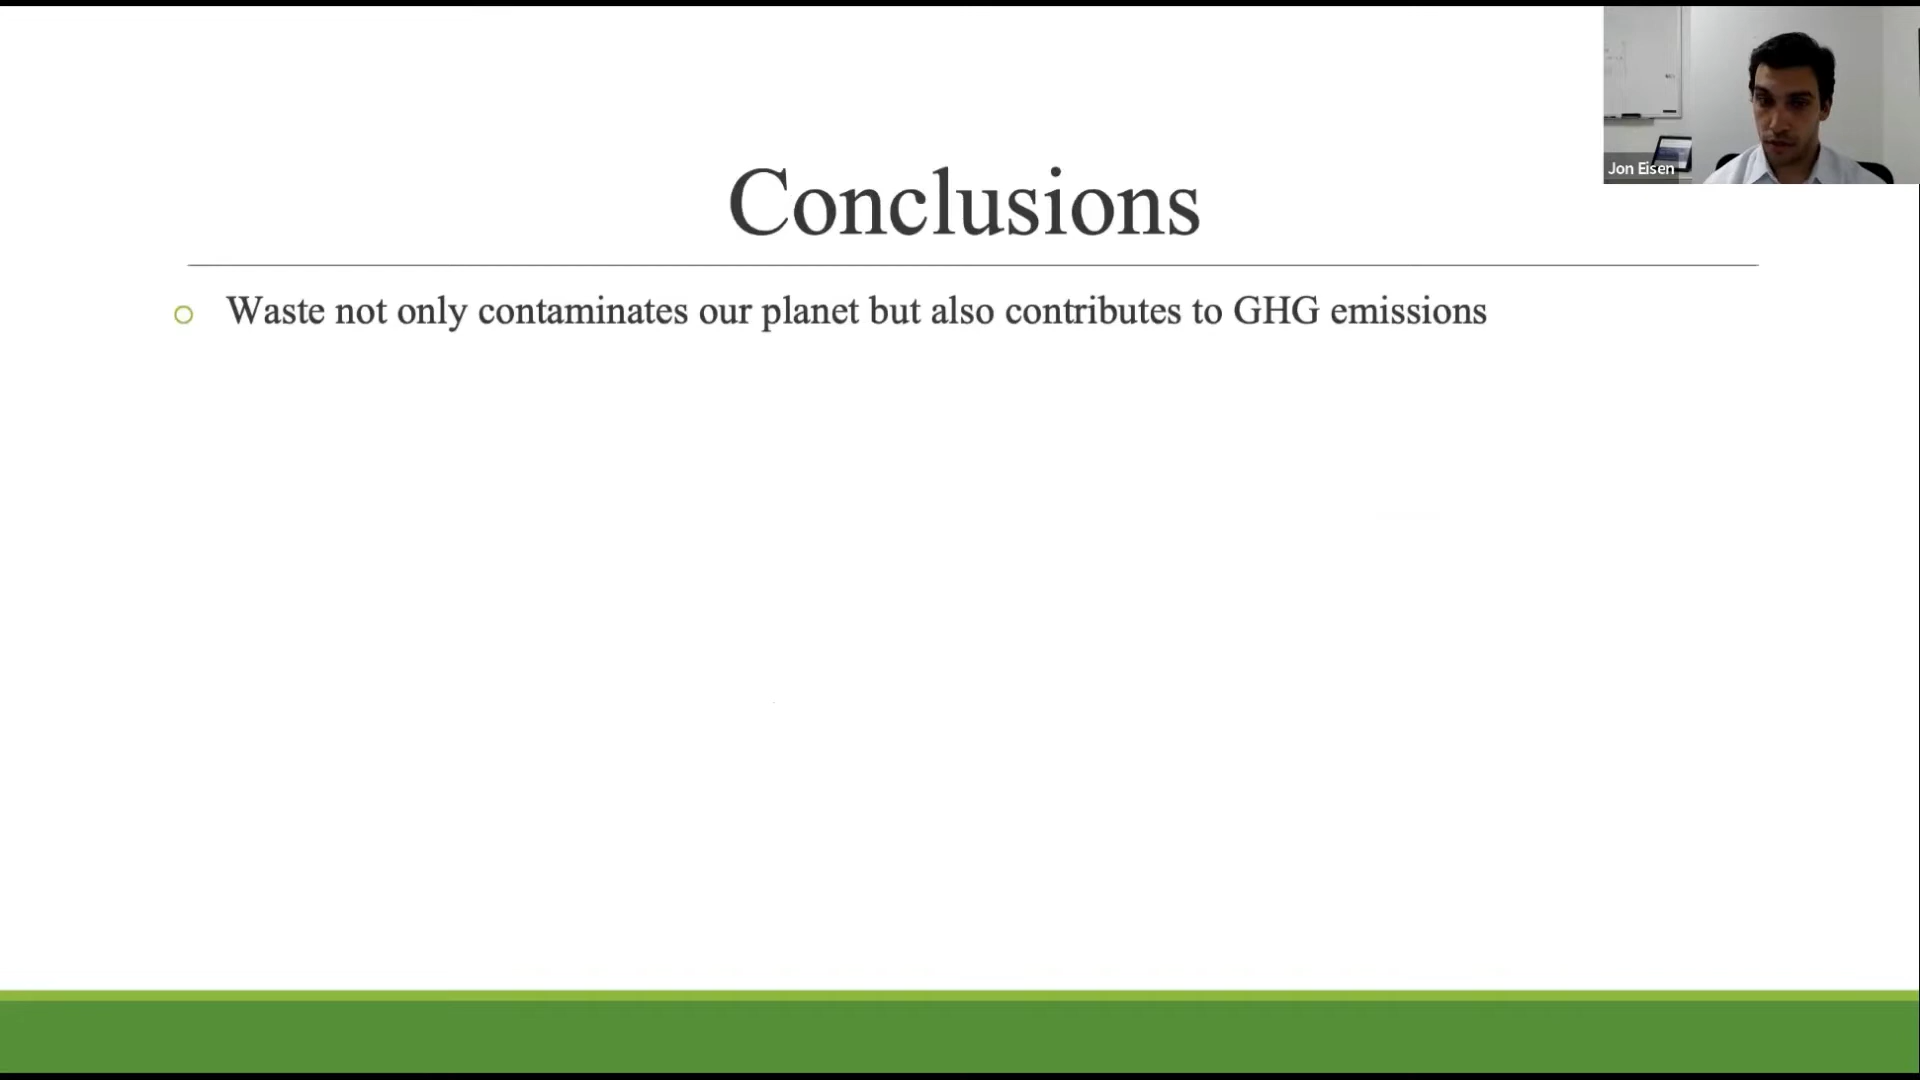 Jon Eisen
Conclusions
Waste not only contaminates our planet but also contributes to GHG emissions